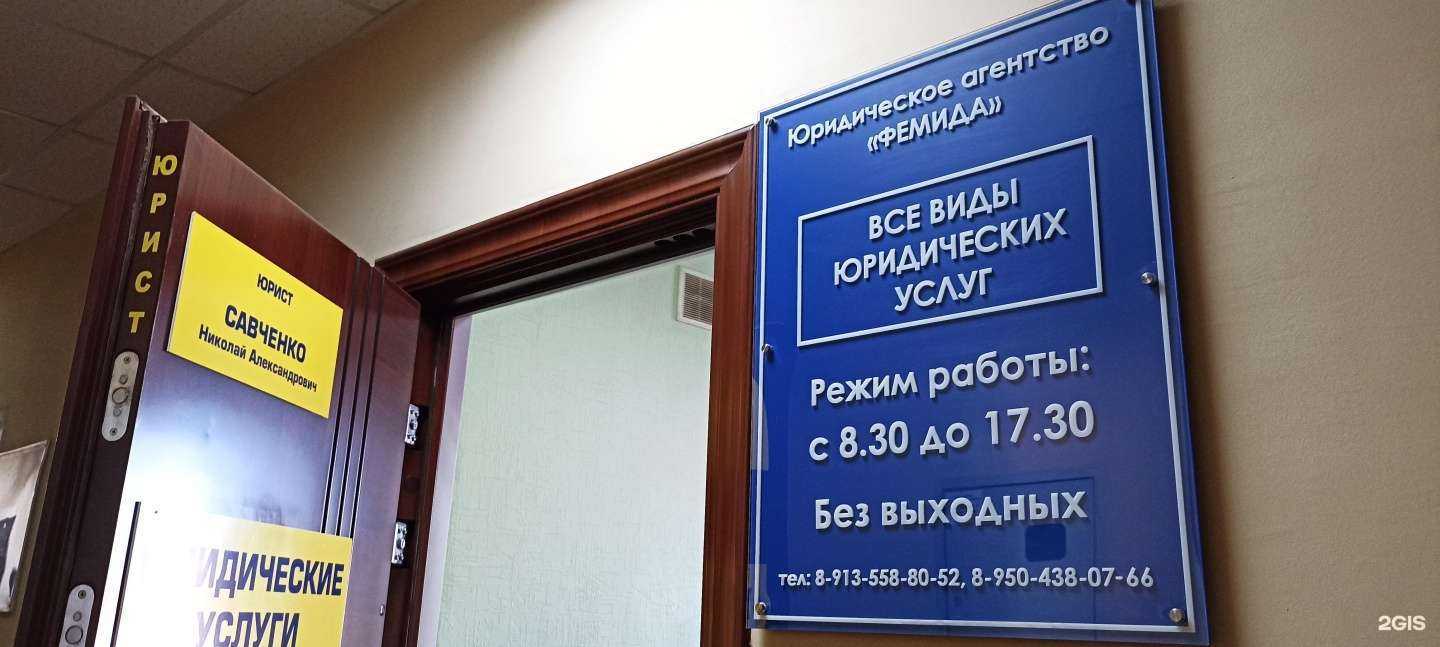 ЮРИСТ
ЮРИСТ
САВЧЕНКО
Николай Александрович
ИДИЧЕСКИЕ
УСЛУГИ
Юридическое агентство
«ФЕМИДА»
ВСЕ ВИДЫ
ЮРИДИЧЕСКИХ
УСЛУГ
Режим работы:
с 8.30 до 17.30
Без выходных
тел: 8-913-558-80-52, 8-950-438-07-66
2GIS